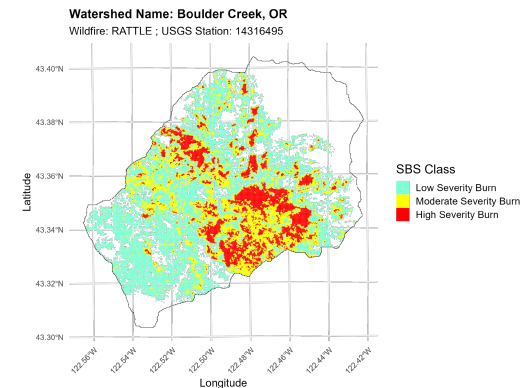 Watershed Name: Boulder Creek, OR
Wildfire: RATTLE ; USGS Station: 14316495
43.40°N
43.38°N
43.36°N
43.34°N
43.32°N
43.30°N
Latitude
122.56°W
122.54°W
122.52°W
122.50°W
122.48°W
122.46°W
122.44°W
122.42°W
Longitude
SBS Class
Low Severity Burn
Moderate Severity Burn
High Severity Burn